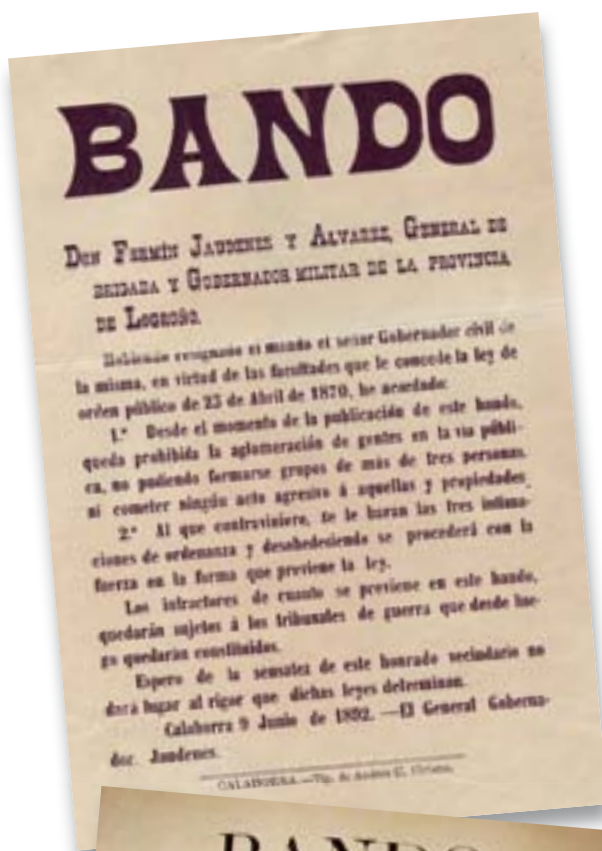 BANDO
DON FERMÍN JAUDENES Y ALVAREZ, GENERAL DE
BRIGADA Y GOBERNADOR MILITAR DE LA PROVINCIA
DE LOGROÑO.
Habiendo resignado el mando el señor Gobernador civil de
la misma, en virtud de las facultades que le concede la ley de
orden público de 23 de Abril de 1870, he acordado:
1.° Desde el momento de la publicación de este bando,
queda prohibida la aglomeración de gentes en la via públi-
ca, no pudiendo formarse grupos de más de tres personas,
ni cometer ningún acto agresivo á aquellas y propiedades.
2.° Al que contraviniere, se le haran las tres intima-
ciones de ordenanza y desobedeciendo se procederá con la
fuerza en la forma que previene la ley.
Los infractores de cuanto se previene en este bando,
quedarán sujetos á los tribunales de guerra que desde lue-
go quedarán constituidos.
Espero de la sensatez de este honrado vecindario no
dará lugar al rigor que dichas leyes determinan.
Calahorra 9 Junio de 1892. —El General Goberna-
dor. Jaudenes.
CALAHORRA.—Tip. de
BANDO